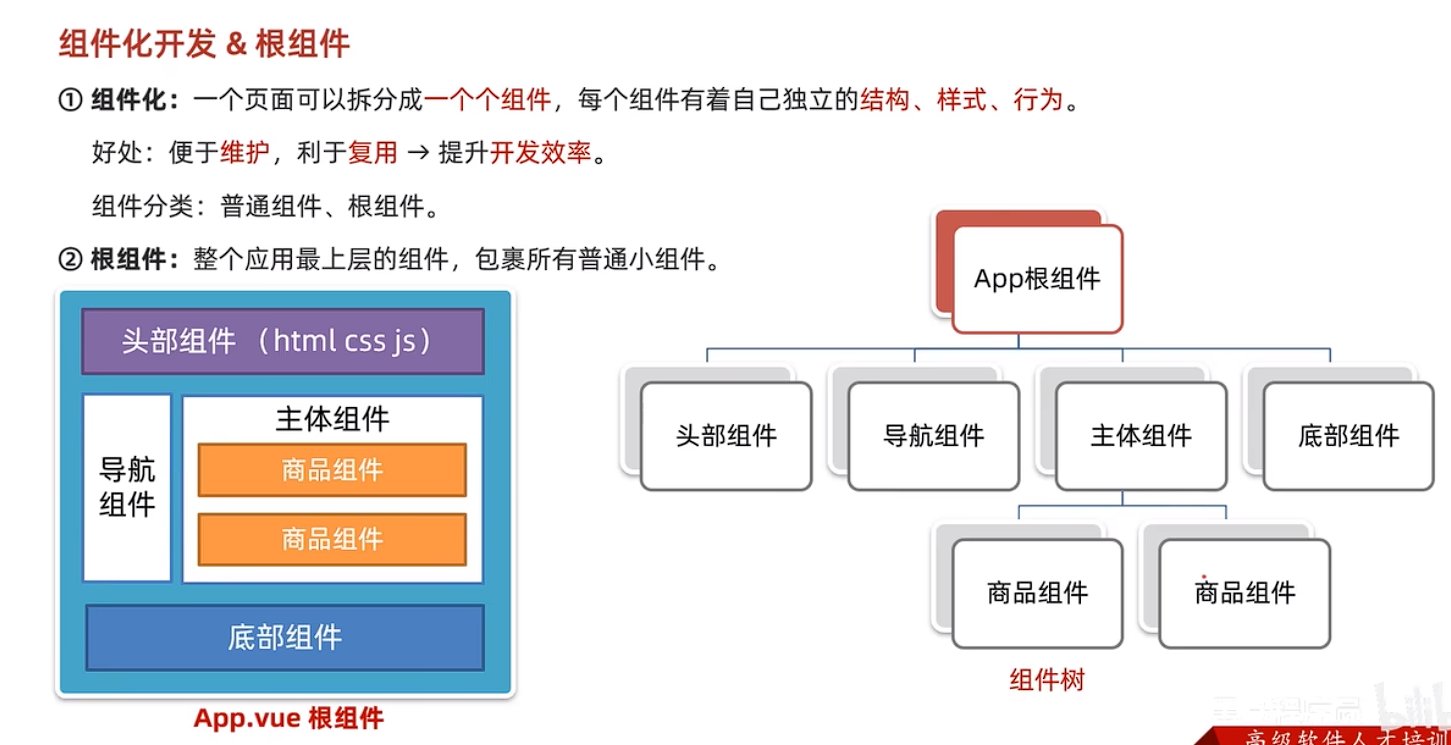 组件化开发 & 根组件
① 组件化：一个页面可以拆分成一个个组件，每个组件有着自己独立的结构、样式、行为。
好处：便于维护，利于复用 → 提升开发效率。
组件分类：普通组件、根组件。
② 根组件：整个应用最上层的组件，包裹所有普通小组件。
头部组件 （html css js）
导航
组件
主体组件
商品组件
商品组件
底部组件
App.vue 根组件
App根组件
头部组件
导航组件
主体组件
底部组件
商品组件
商品组件
组件树
高级软件人才培训